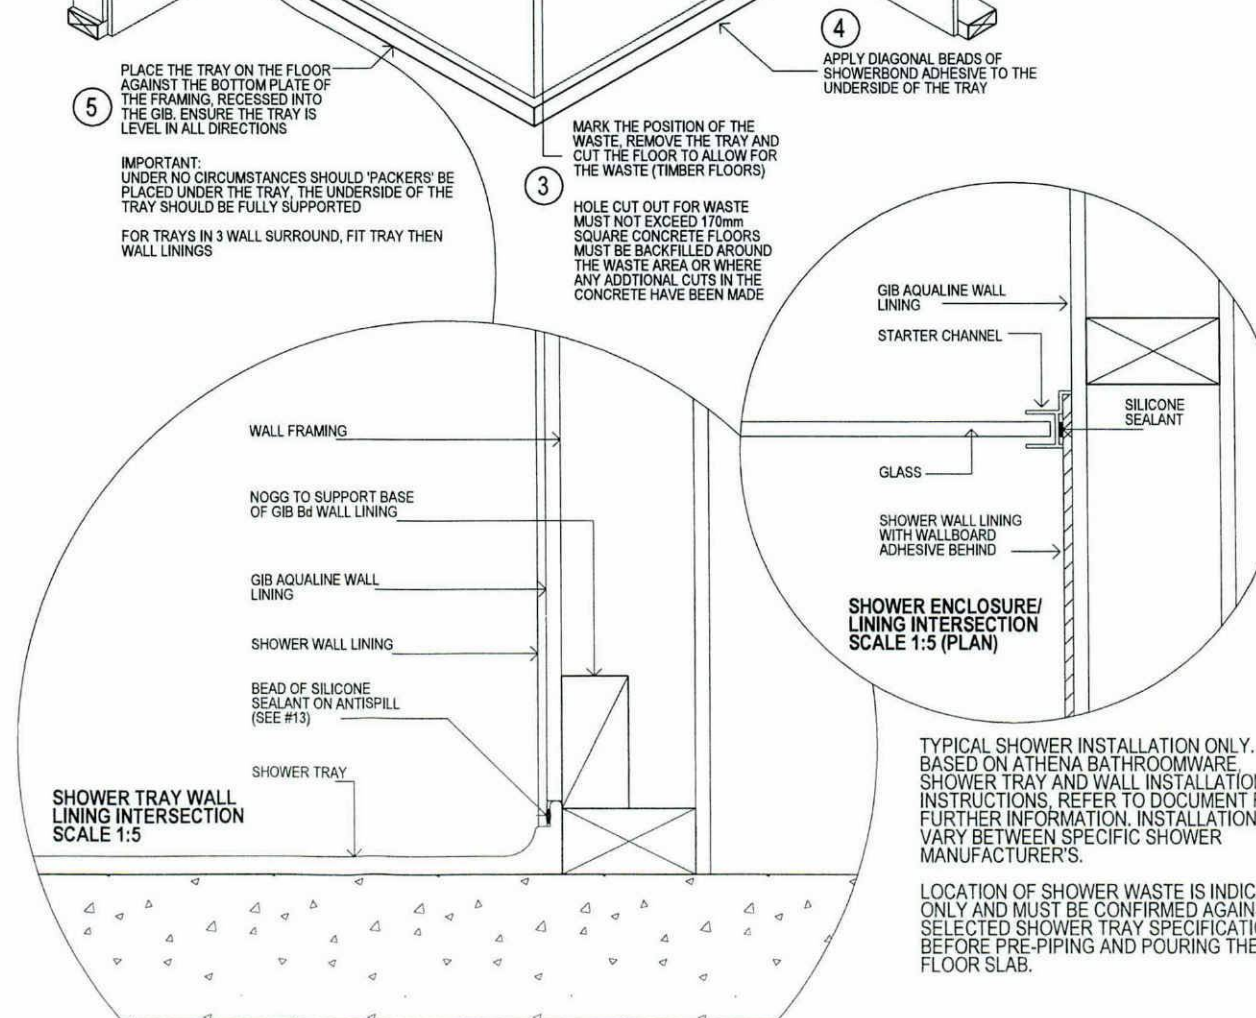 4
APPLY DIAGONAL BEADS OF
SHOWERBOND ADHESIVE TO THE
UNDERSIDE OF THE TRAY
5
PLACE THE TRAY ON THE FLOOR
AGAINST THE BOTTOM PLATE OF
THE FRAMING, RECESSED INTO
THE GIB. ENSURE THE TRAY IS
LEVEL IN ALL DIRECTIONS
IMPORTANT:
UNDER NO CIRCUMSTANCES SHOULD 'PACKERS' BE
PLACED UNDER THE TRAY, THE UNDERSIDE OF THE
TRAY SHOULD BE FULLY SUPPORTED
FOR TRAYS IN 3 WALL SURROUND, FIT TRAY THEN
WALL LININGS
3
MARK THE POSITION OF THE
WASTE, REMOVE THE TRAY AND
CUT THE FLOOR TO ALLOW FOR
THE WASTE (TIMBER FLOORS)
HOLE CUT OUT FOR WASTE
MUST NOT EXCEED 170mm
SQUARE CONCRETE FLOORS
MUST BE BACKFILLED AROUND
THE WASTE AREA OR WHERE
ANY ADDTIONAL CUTS IN THE
CONCRETE HAVE BEEN MADE
GIB AQUALINE WALL
LINING
STARTER CHANNEL
SILICONE
SEALANT
GLASS
SHOWER WALL LINING
WITH WALLBOARD
ADHESIVE BEHIND
SHOWER ENCLOSURE/
LINING INTERSECTION
SCALE 1:5 (PLAN)
WALL FRAMING
NOGG TO SUPPORT BASE
OF GIB Bd WALL LINING
GIB AQUALINE WALL
LINING
SHOWER WALL LINING
BEAD OF SILICONE
SEALANT ON ANTISPILL
(SEE #13)
SHOWER TRAY
SHOWER TRAY WALL
LINING INTERSECTION
SCALE 1:5
TYPICAL SHOWER INSTALLATION ONLY.
BASED ON ATHENA BATHROOMWARE,
SHOWER TRAY AND WALL
INSTRUCTIONS, REFER TO DOCUMENT
FURTHER INFORMATION. INSTALLATION
VARY BETWEEN SPECIFIC SHOWER
MANUFACTURER'S.
LOCATION OF SHOWER WASTE IS
ONLY AND MUST BE CONFIRMED
SELECTED SHOWER TRAY
BEFORE PRE-PIPING AND POURING THE
FLOOR SLAB.